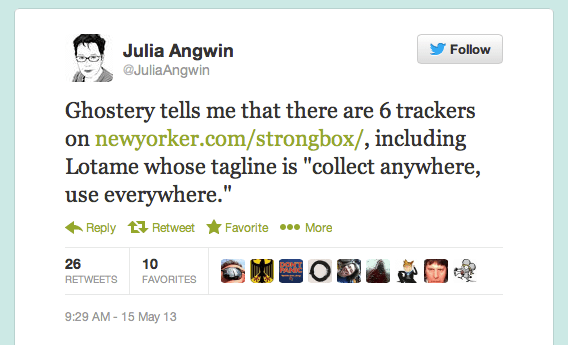 Julia Angwin
@JuliaAngwin
Follow
Ghostery tells me that there are 6 trackers
on newyorker.com/strongbox/, including
Lotame whose tagline is "collect anywhere,
use everywhere."
Reply Retweet Favorite More
26 10
RETWEETS FAVORITES
DON'T PANIC
9:29 AM - 15 May 13